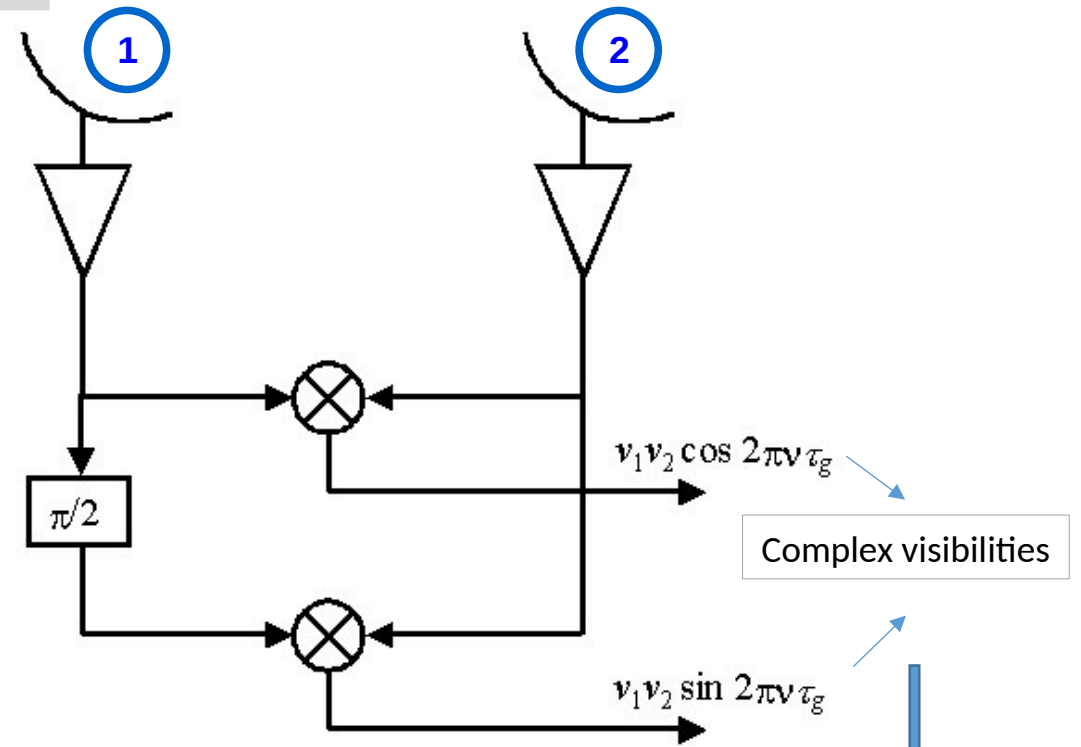 1
2
v₁v₂ cos 2πντg
π/2
Complex visibilities
v₁v₂ sin 2πντg